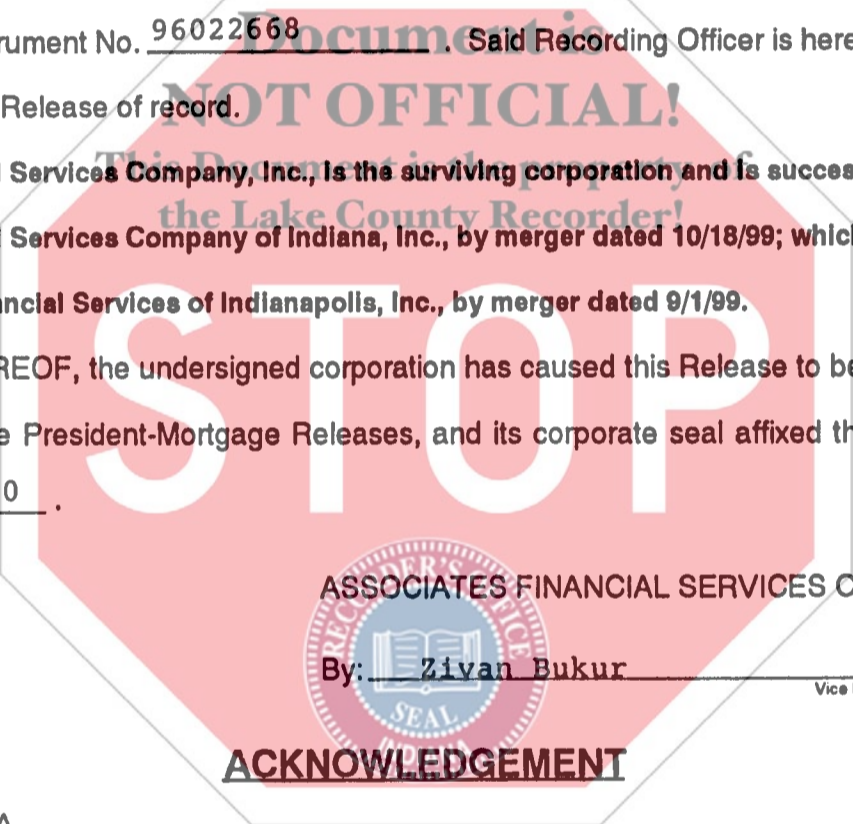 rument No. 96022668 . Said Recording Officer is here
Document is
NOT OFFICIAL!
Release of record.
This Document is the property of
Services Company, Inc., is the surviving corporation and is succes
the Lake County Recorder!
Services Company of Indiana, Inc., by merger dated 10/18/99; whic
ncial Services of Indianapolis, Inc., by merger dated 9/1/99.
STOP
REOF, the undersigned corporation has caused this Release to be
e President-Mortgage Releases, and its corporate seal affixed th
0 .
ASSOCIATES FINANCIAL SERVICES C
RECORDER'S OFFICE
By: Zivan Bukur
Vice
SEAL
INDIANA
ACKNOWLEDGEMENT